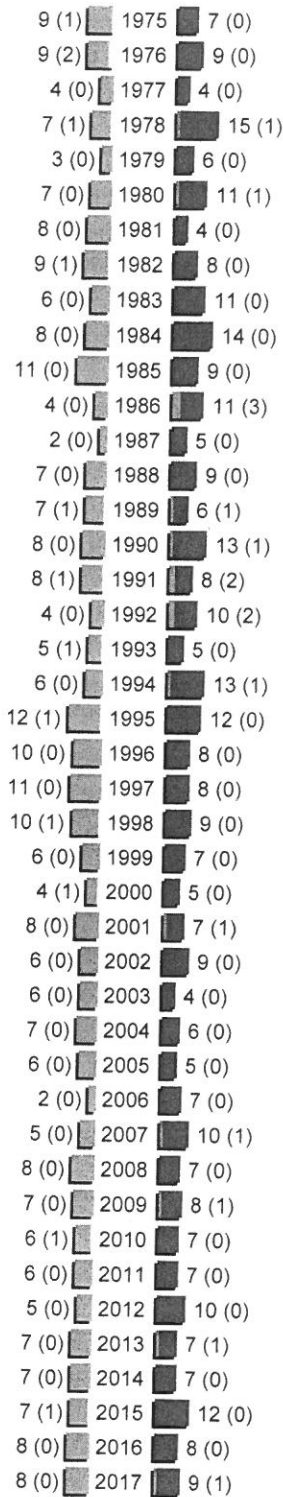 9 (1) 1975 7 (0)
9 (2) 1976 9 (0)
4 (0) 1977 4 (0)
7 (1) 1978 15 (1)
3 (0) 1979 6 (0)
7 (0) 1980 11 (1)
8 (0) 1981 4 (0)
9 (1) 1982 8 (0)
6 (0) 1983 11 (0)
8 (0) 1984 14 (0)
11 (0) 1985 9 (0)
4 (0) 1986 11 (3)
2 (0) 1987 5 (0)
7 (0) 1988 9 (0)
7 (1) 1989 6 (1)
8 (0) 1990 13 (1)
8 (1) 1991 8 (2)
4 (0) 1992 10 (2)
5 (1) 1993 5 (0)
6 (0) 1994 13 (1)
12 (1) 1995 12 (0)
10 (0) 1996 8 (0)
11 (0) 1997 8 (0)
10 (1) 1998 9 (0)
6 (0) 1999 7 (0)
4 (1) 2000 5 (0)
8 (0) 2001 7 (1)
6 (0) 2002 9 (0)
6 (0) 2003 4 (0)
7 (0) 2004 6 (0)
6 (0) 2005 5 (0)
2 (0) 2006 7 (0)
5 (0) 2007 10 (1)
8 (0) 2008 7 (0)
7 (0) 2009 8 (1)
6 (1) 2010 7 (0)
6 (0) 2011 7 (0)
5 (0) 2012 10 (0)
7 (0) 2013 7 (1)
7 (0) 2014 7 (0)
7 (1) 2015 12 (0)
8 (0) 2016 8 (0)
8 (0) 2017 9 (1)